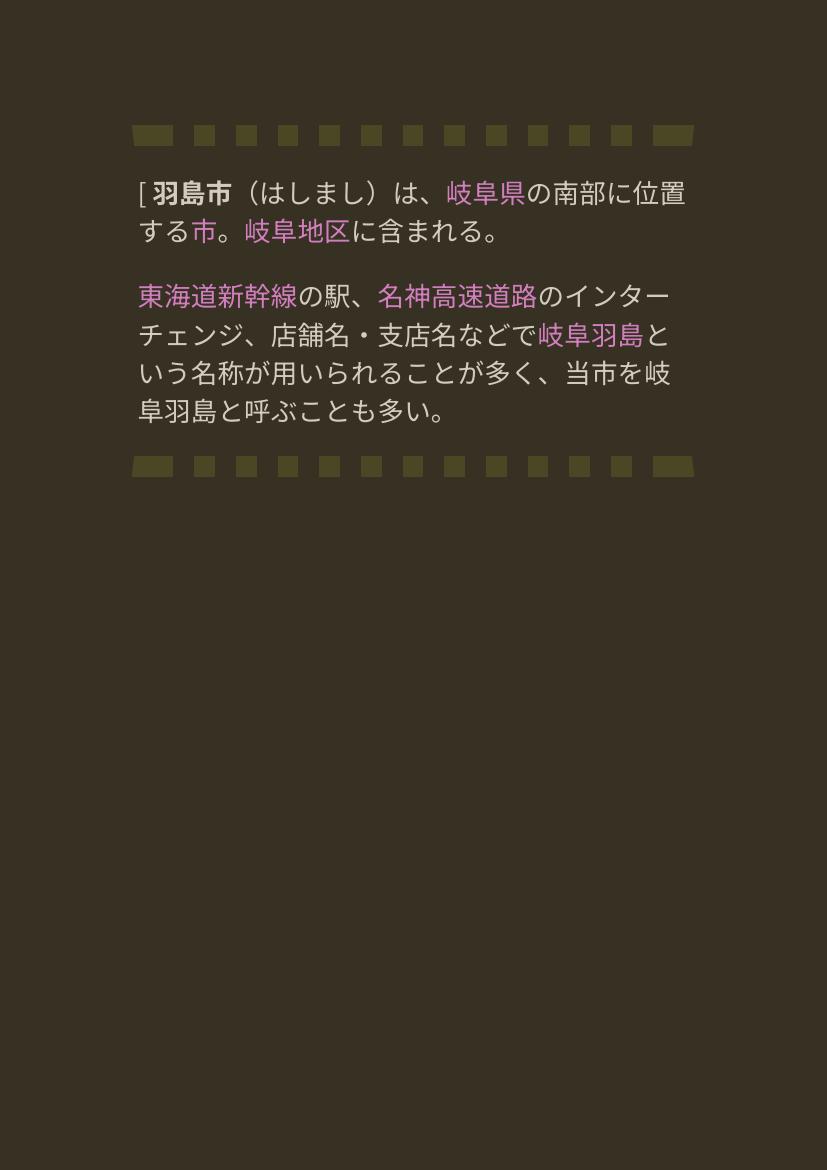 [ 羽島市（はしまし）は、岐阜県の南部に位置
する市。岐阜地区に含まれる。
東海道新幹線の駅、名神高速道路のインター
チェンジ、店舗名・支店名などで岐阜羽島と
いう名称が用いられることが多く、当市を岐
阜羽島と呼ぶことも多い。